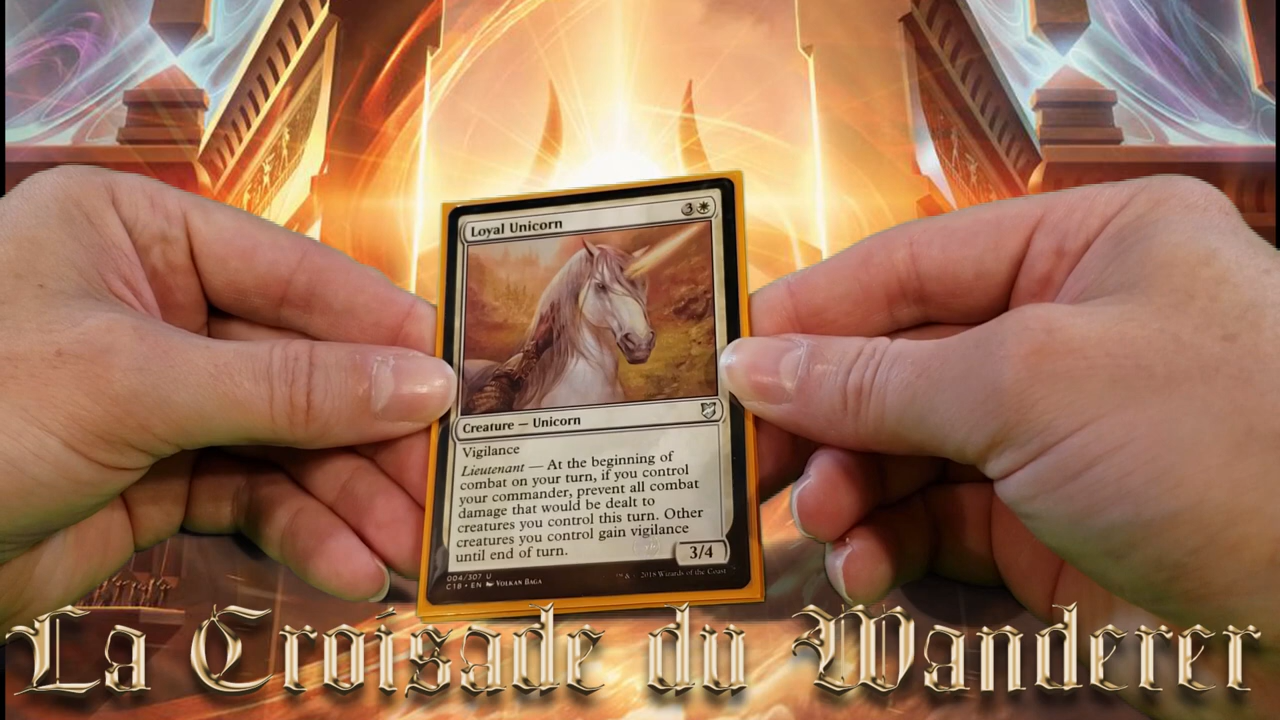 Loyal Unicorn
3
Creature — Unicorn
Vigilance
Lieutenant — At the beginning of
combat on your turn, if you control
your commander, prevent all combat
damage that would be dealt to
creatures you control this turn. Other
creatures you control gain vigilance
until end of turn.
3/4
004/307 U
C18 • EN VOLKAN BAGA
™ & © 2018 Wizards of the Coast
La Croisade du Wanderer